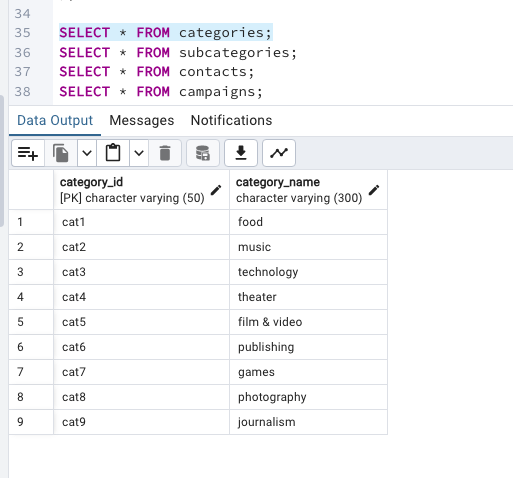 34
35 SELECT * FROM categories;
36 SELECT * FROM subcategories;
37 SELECT * FROM contacts;
38 SELECT * FROM campaigns;
Data Output Messages Notifications
category_id category_name
[PK] character varying (50) character varying (300)
1 cat1 food
2 cat2 music
3 cat3 technology
4 cat4 theater
5 cat5 film & video
6 cat6 publishing
7 cat7 games
8 cat8 photography
9 cat9 journalism